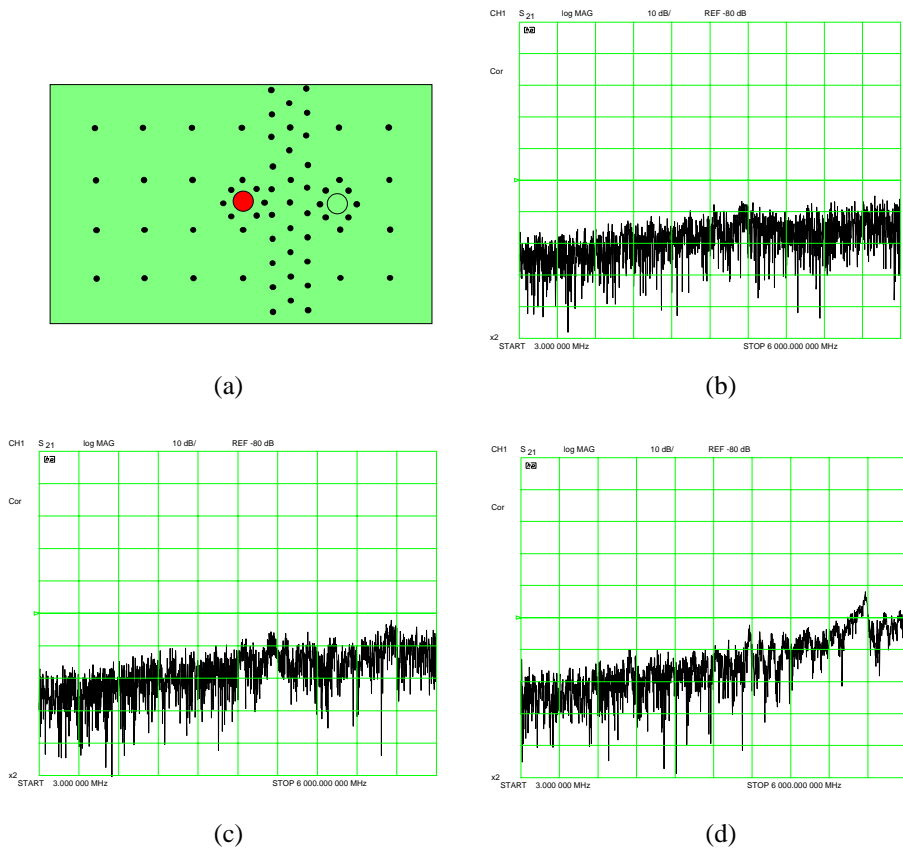 CH1 S 21 log MAG 10 dB/ REF -80 dB
Cor
x2
START 3.000 000 MHz STOP 6 000.000 000 MHz
(a)
(b)
CH1 S 21 log MAG 10 dB/ REF -80 dB
Cor
x2
START 3.000 000 MHz STOP 6 000.000 000 MHz
(c)
CH1 S 21 log MAG 10 dB/ REF -80 dB
Cor
x2
START 3.000 000 MHz STOP 6 000.000 000 MHz
(d)